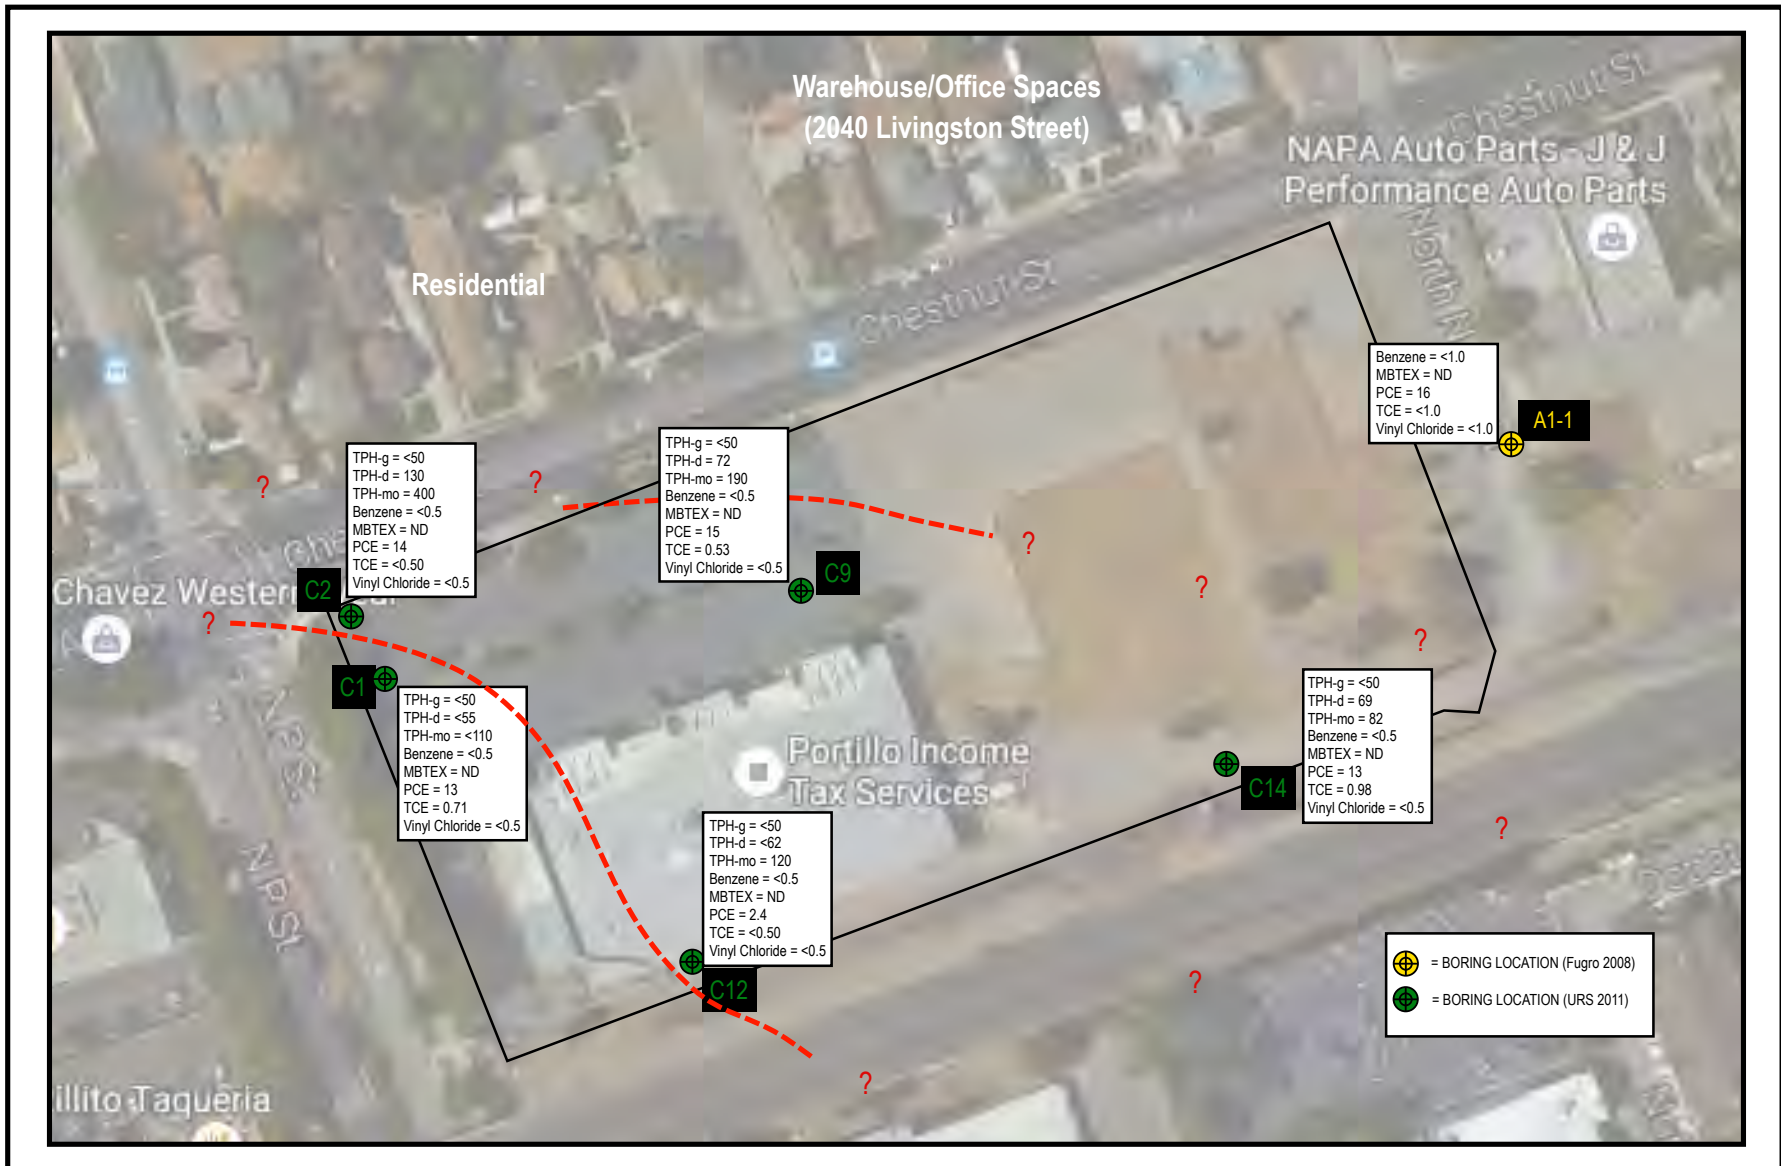 Warehouse/Office Spaces
(2040 Livingston Street)
Chestnut St
NAPA Auto Parts - J & J
Performance Auto Parts
Residential
Chestnut St
North
Benzene = <1.0
MBTEX = ND
PCE = 16
TCE = <1.0
Vinyl Chloride = <1.0
A1-1
TPH-g = <50
TPH-d = 130
TPH-mo = 400
Benzene = <0.5
MBTEX = ND
PCE = 14
TCE = <0.50
Vinyl Chloride = <0.5
C2
?
?
TPH-g = <50
TPH-d = 72
TPH-mo = 190
Benzene = <0.5
MBTEX = ND
PCE = 15
TCE = 0.53
Vinyl Chloride = <0.5
C9
?
?
?
?
Chavez Western
C1
TPH-g = <50
TPH-d = <55
TPH-mo = <110
Benzene = <0.5
MBTEX = ND
PCE = 13
TCE = 0.71
Vinyl Chloride = <0.5
Portillo Income
Tax Services
TPH-g = <50
TPH-d = 69
TPH-mo = 82
Benzene = <0.5
MBTEX = ND
PCE = 13
TCE = 0.98
Vinyl Chloride = <0.5
C14
?
TPH-g = <50
TPH-d = <62
TPH-mo = 120
Benzene = <0.5
MBTEX = ND
PCE = 2.4
TCE = <0.50
Vinyl Chloride = <0.5
C12
?
?
= BORING LOCATION (Fugro 2008)
= BORING LOCATION (URS 2011)
illito Taqueria